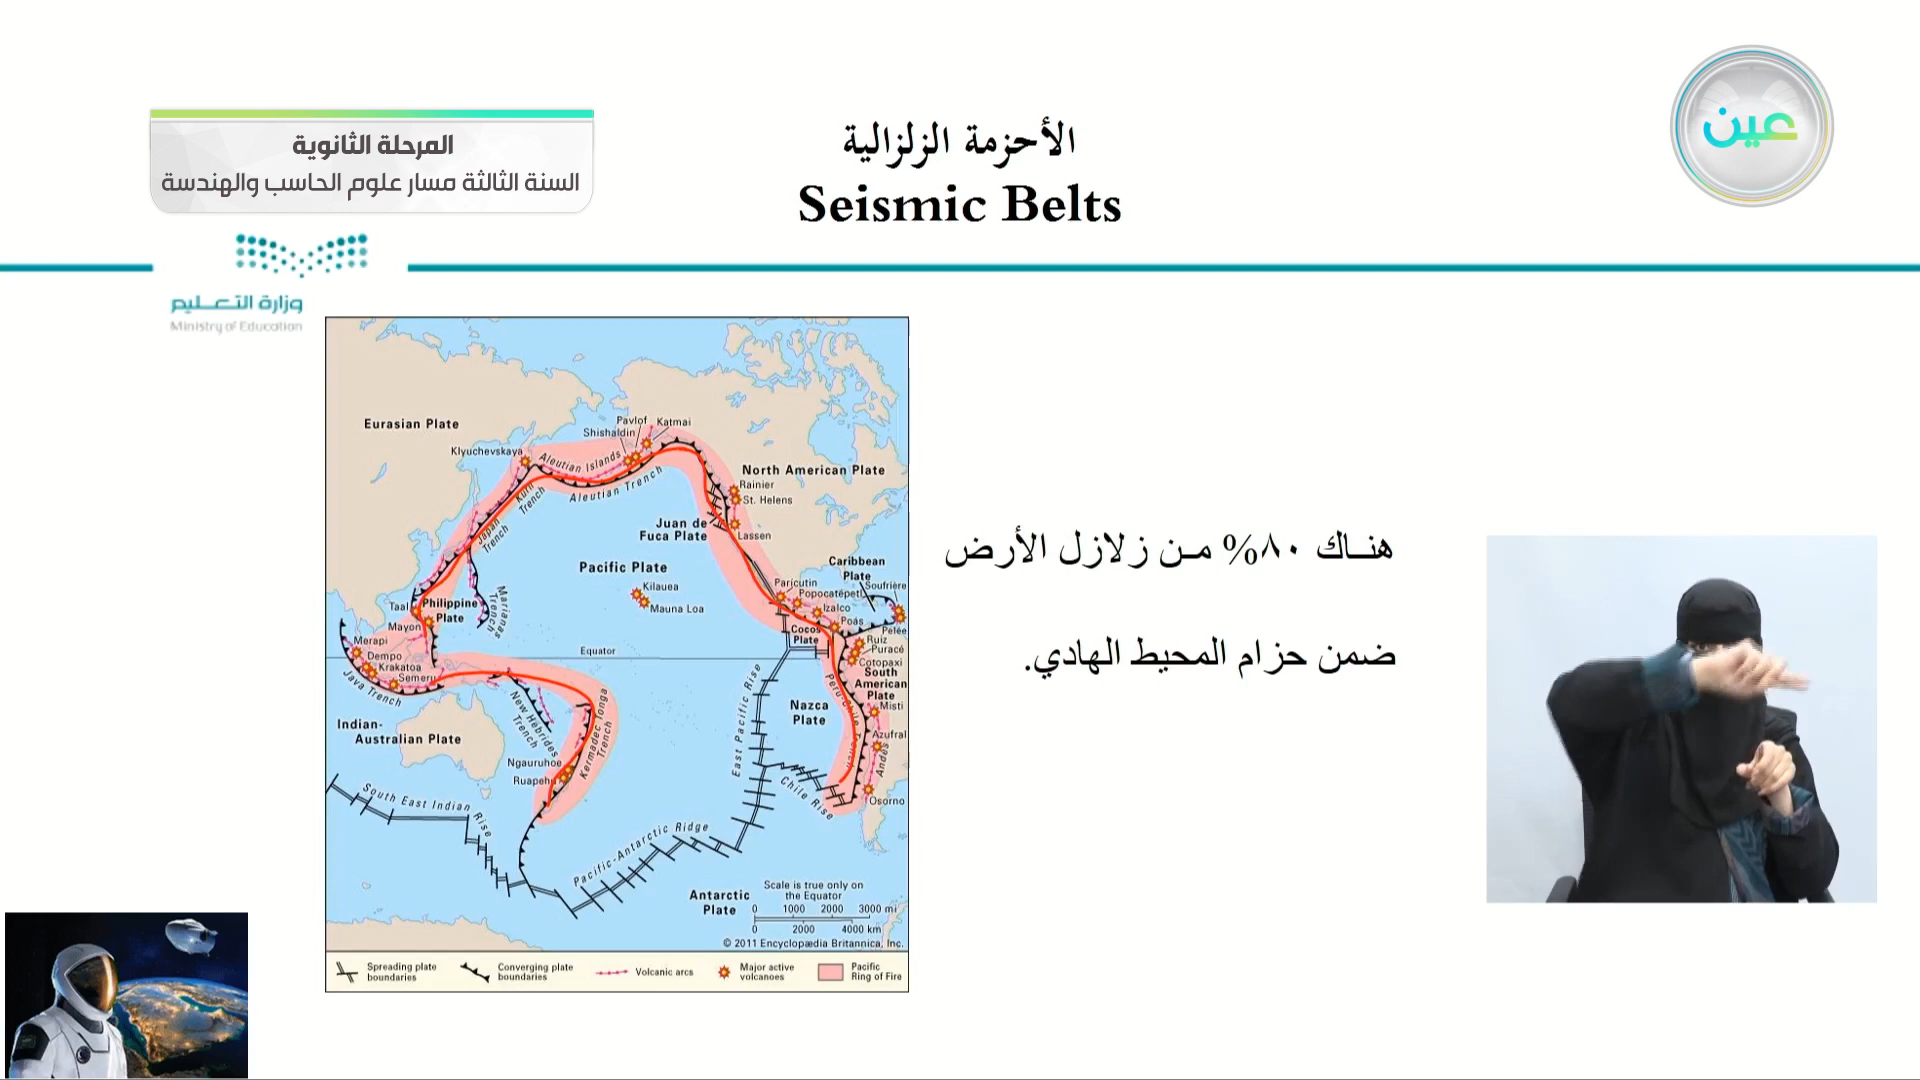 المرحلة الثانوية
السنة الثالثة مسار علوم الحاسب والهندسة
الأحزمة الزلزالية
Seismic Belts
عين
وزارة التعليم
Ministry of Education
هناك ٨٠% من زلازل الأرض
ضمن حزام المحيط الهادي.
Eurasian Plate
Pavlof
Katmai
Shishaldin
Klyuchevskaya
Aleutian Islands
Aleutian Trench
Kuril Trench
Japan Trench
North American Plate
Rainier
St. Helens
Juan de
Fuca Plate
Lassen
Pacific Plate
Kilauea
Mauna Loa
Marianas Trench
Caribbean
Plate
Soufrière
Parícutin
Popocatépetl
Izalco
Poás
Pelée
Taal
Philippine
Plate
Mayon
Merapi
Dempo
Krakatoa
Semeru
Java Trench
Equator
Cocos
Plate
Ruiz
Puracé
Cotopaxi
South
American
Plate
Misti
Nazca
Plate
Peru-Chile Trench
Azufral
Andes
Osorno
Indian-
Australian Plate
New Hebrides
Trench
Kermadec Tonga
Trench
Ngauruhoe
Ruapehu
East Pacific Rise
Chile Rise
South East Indian Rise
Pacific-Antarctic Ridge
Antarctic
Plate
Scale is true only on
the Equator
0 1000 2000 3000 mi
0 2000 4000 km
© 2011 Encyclopædia Britannica, Inc.
Spreading plate
boundaries
Converging plate
boundaries
Volcanic arcs
Major active
volcanoes
Pacific
Ring of Fire